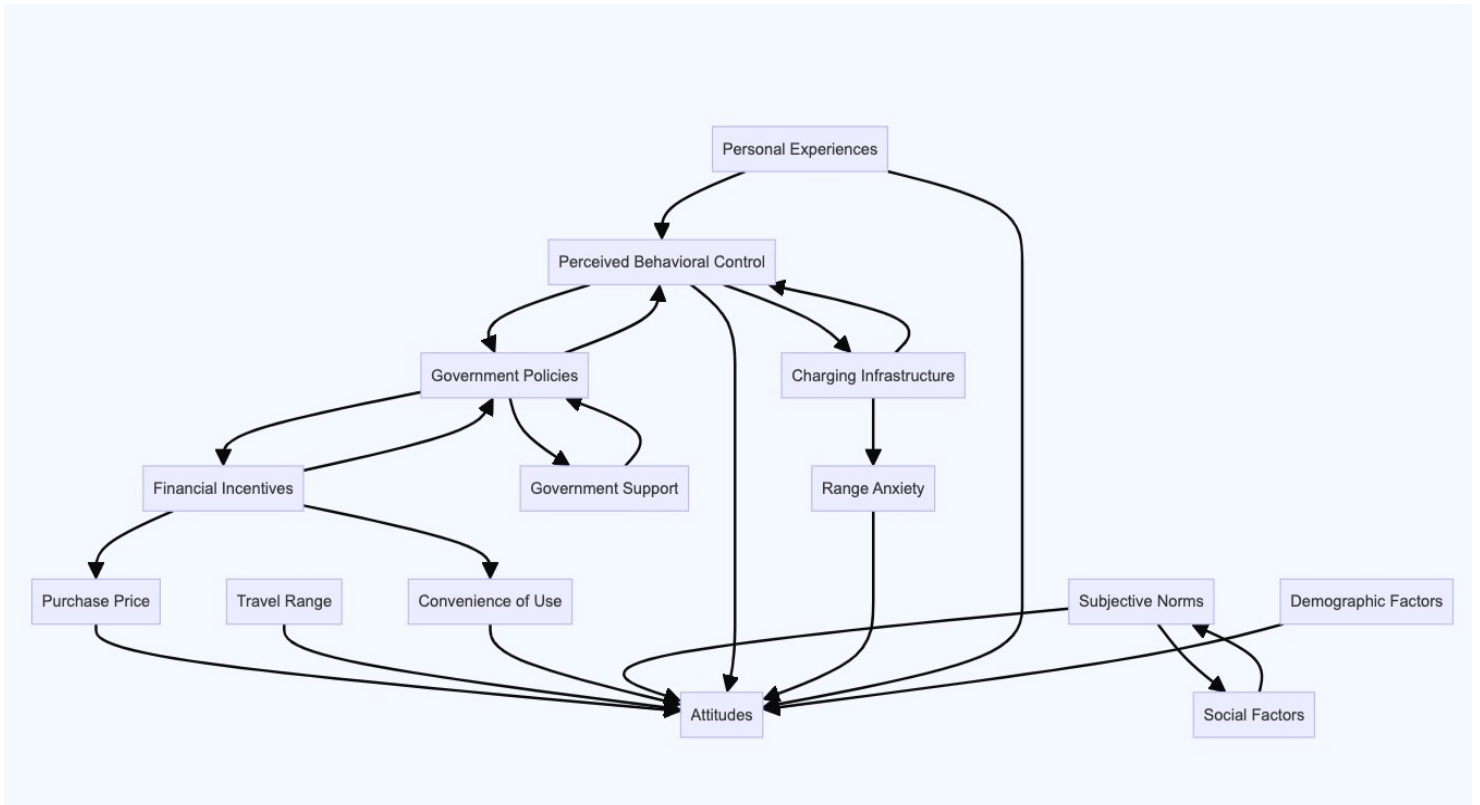 Personal Experiences
Perceived Behavioral Control
Government Policies
Charging Infrastructure
Financial Incentives
Government Support
Range Anxiety
Purchase Price
Travel Range
Convenience of Use
Subjective Norms
Demographic Factors
Attitudes
Social Factors